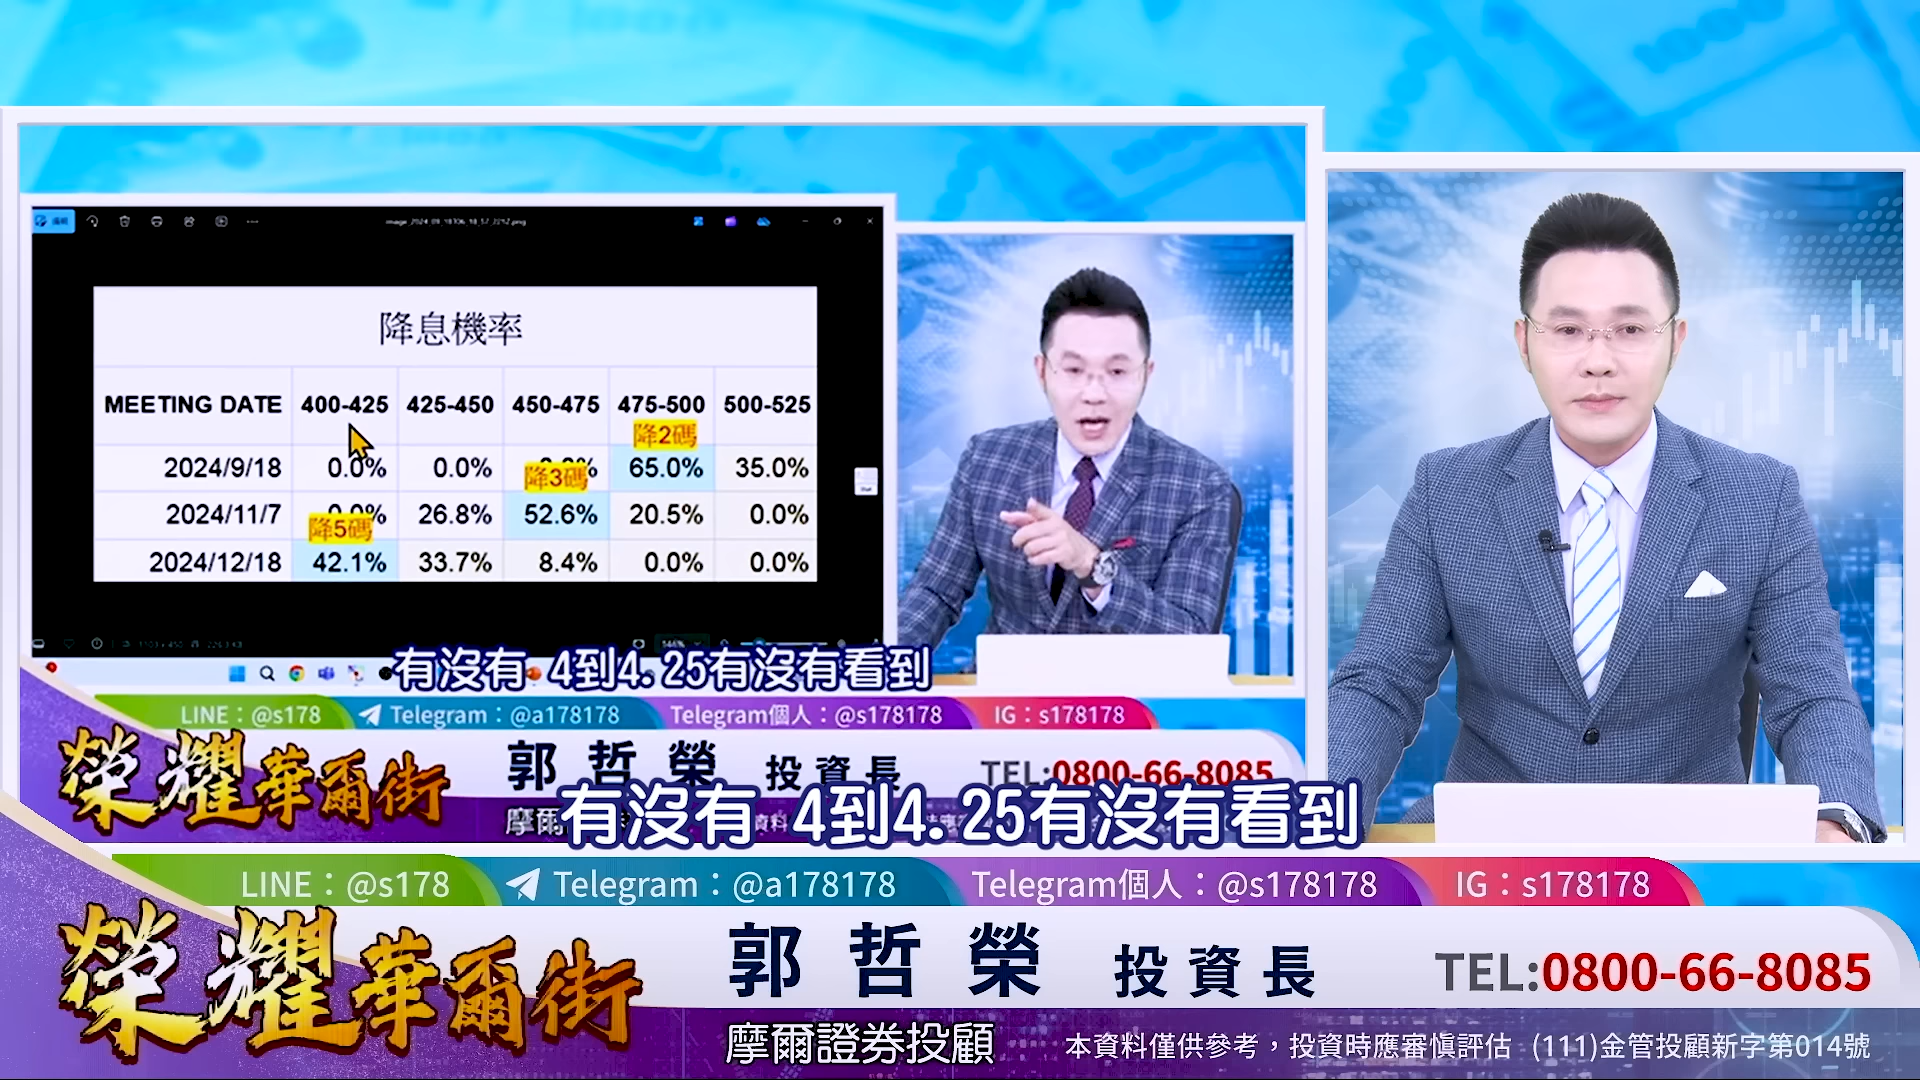 降息機率
MEETING DATE 400-425 425-450 450-475 475-500 500-525
降2碼
2024/9/18 0.0% 0.0% 65.0% 35.0%
降3碼
2024/11/7 26.8% 52.6% 20.5% 0.0%
降5碼
2024/12/18 42.1% 33.7% 8.4% 0.0% 0.0%
有沒有 4到4.25有沒有看到
LINE：@s178 Telegram：@a178178 Telegram個人：@s178178 IG：s178178
榮耀華爾街
郭哲榮 投資長 TEL:0800-66-8085
摩爾
有沒有 4到4.25有沒有看到
LINE：@s178 Telegram：@a178178 Telegram個人：@s178178 IG：s178178
榮耀華爾街
郭哲榮 投資長 TEL:0800-66-8085
摩爾證券投顧 本資料僅供參考，投資時應審慎評估 (111)金管投顧新字第014號